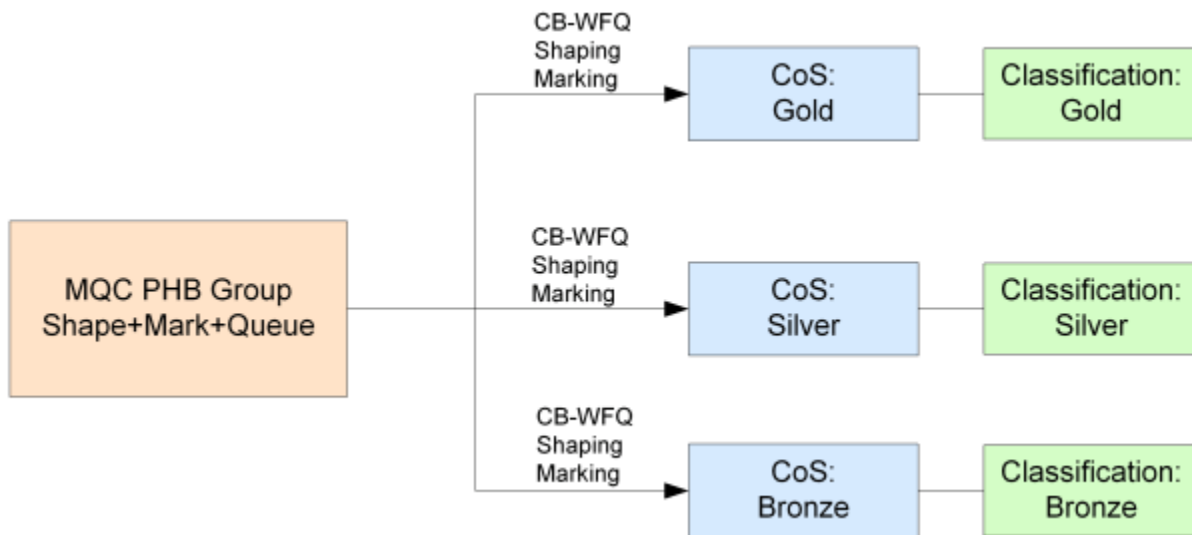 CB-WFQ
Shaping
Marking
CoS:
Gold
Classification:
Gold
MQC PHB Group
Shape+Mark+Queue
CB-WFQ
Shaping
Marking
CoS:
Silver
Classification:
Silver
CB-WFQ
Shaping
Marking
CoS:
Bronze
Classification:
Bronze